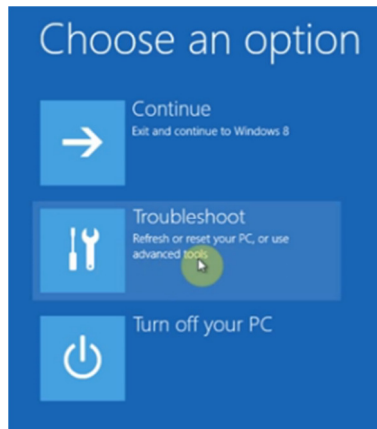 Choose an option
Continue
Exit and continue to Windows 8
Troubleshoot
Refresh or reset your PC, or use
advanced tools
Turn off your PC